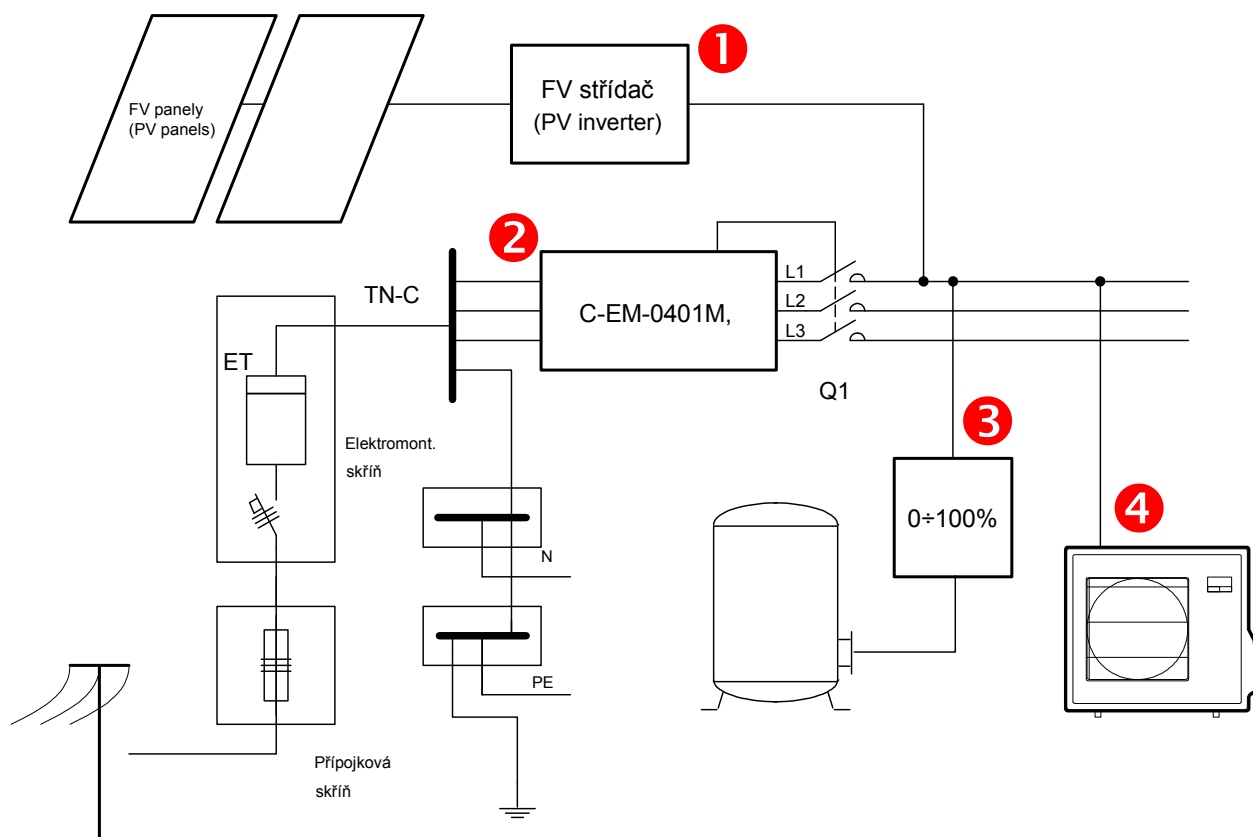 1
FV střídač
(PV inverter)
FV panely
(PV panels)
2
TN-C
C-EM-0401M,
L1
L2
L3
ET
Q1
Elektromont.
skříň
3
0÷100%
4
N
PE
Přípojková
skříň